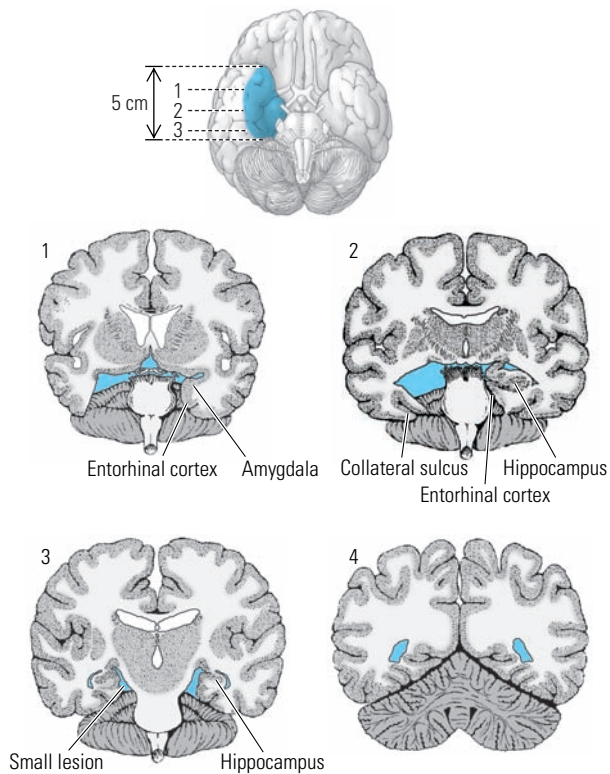 5 cm
1
2
3
1
2
Entorhinal cortex
Amygdala
Collateral sulcus
Hippocampus
Entorhinal cortex
3
4
Small lesion
Hippocampus